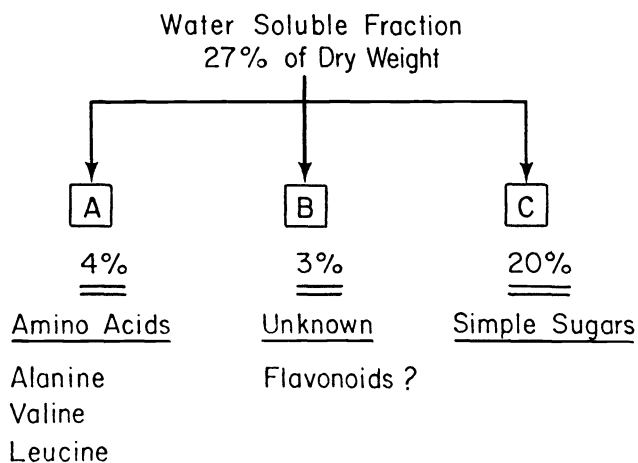 Water Soluble Fraction
27% of Dry Weight
A B C
4% 3% 20%
Amino Acids Unknown Simple Sugars
Alanine Flavonoids ?
Valine
Leucine